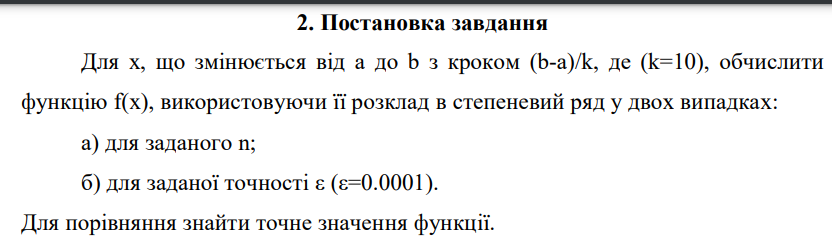 2. Постановка завдання
Для х, що змінюється від a до b з кроком (b-a)/k, де (k=10), обчислити
функцію f(x), використовуючи її розклад в степеневий ряд у двох випадках:
а) для заданого n;
б) для заданої точності ε (ε=0.0001).
Для порівняння знайти точне значення функції.